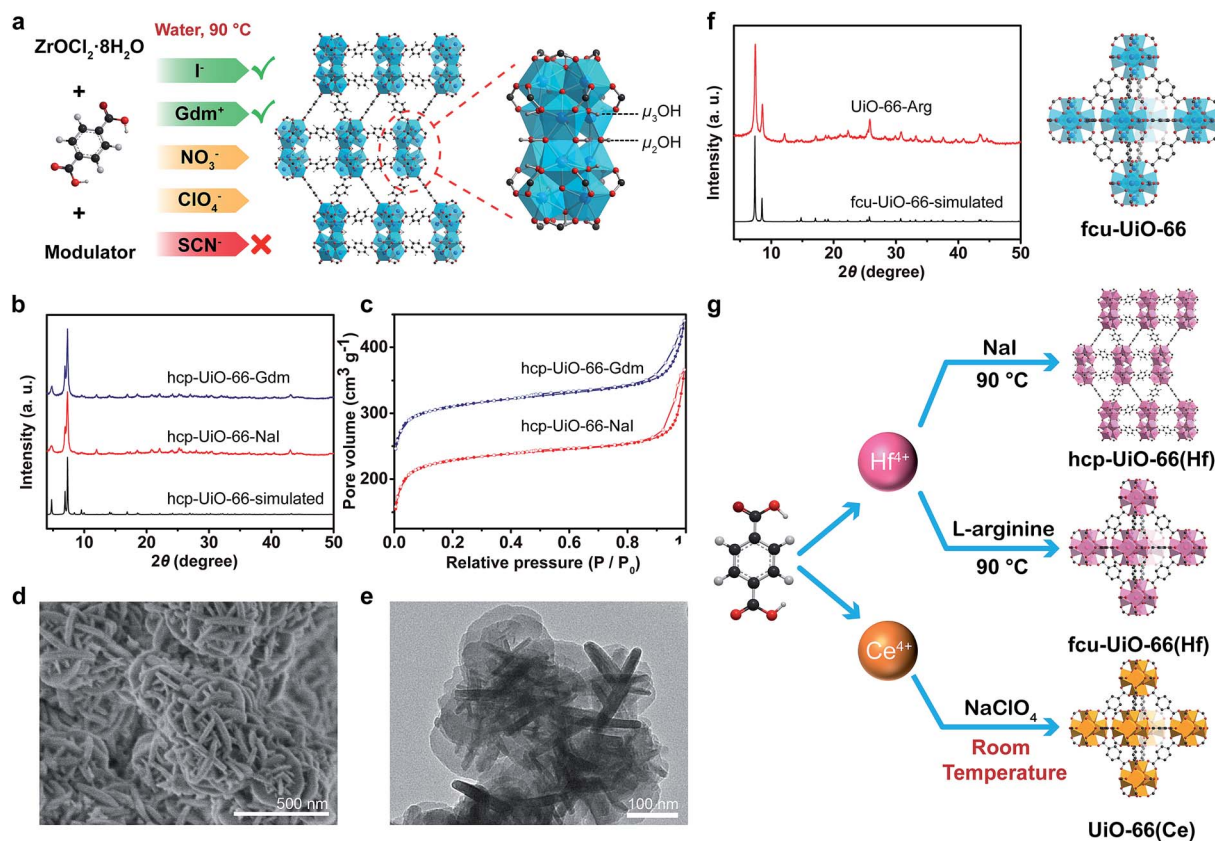 a
ZrOCl₂·8H₂O
+
+
Modulator
Water, 90 °C
I⁻
Gdm⁺
NO₃⁻
ClO₄⁻
SCN⁻
μ₃OH
μ₂OH
b
Intensity (a. u.)
hcp-UiO-66-Gdm
hcp-UiO-66-NaI
hcp-UiO-66-simulated
0 10 20 30 40 50
2θ (degree)
c
Pore volume (cm³ g⁻¹)
400
300
200
hcp-UiO-66-Gdm
hcp-UiO-66-NaI
0.0 0.2 0.4 0.6 0.8 1
Relative pressure (P / P₀)
d
500 nm
e
100 nm
f
Intensity (a. u.)
UiO-66-Arg
fcu-UiO-66-simulated
10 20 30 40 50
2θ (degree)
fcu-UiO-66
g
Hf⁴⁺
Ce⁴⁺
NaI
90 °C
hcp-UiO-66(Hf)
L-arginine
90 °C
fcu-UiO-66(Hf)
NaClO₄
Room
Temperature
UiO-66(Ce)